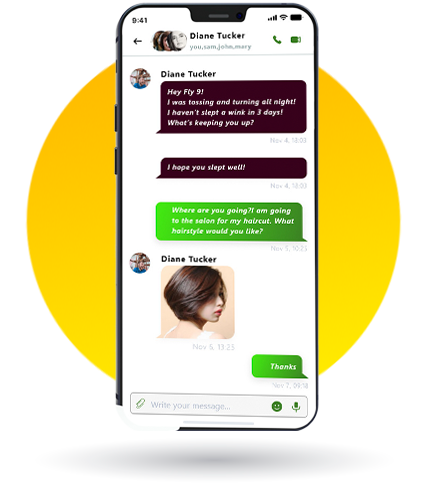 9:41
Diane Tucker
you,sam,john,mary
Diane Tucker
Hey Fly 9!
I was tossing and turning all night!
I haven't slept a wink in 3 days!
What's keeping you up?
Nov 4, 18:03
I hope you slept well!
Nov 4, 18:03
Where are you going?I am going
to the salon for my haircut. What
hairstyle would you like?
Nov 5, 10:25
Diane Tucker
Nov 5, 13:25
Thanks
Nov 7, 09:18
Write your message...